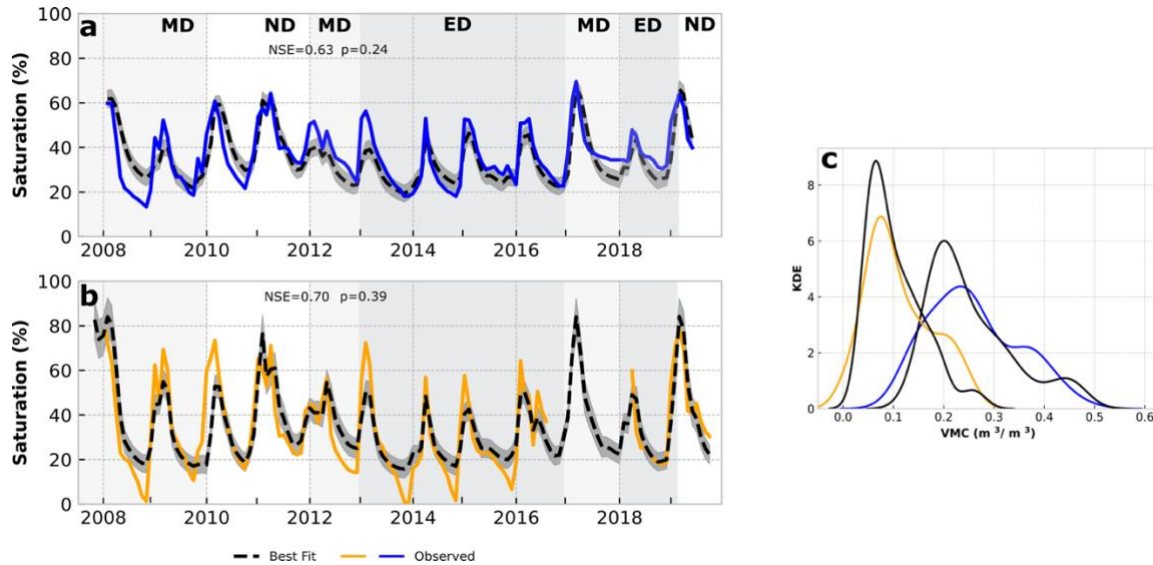 a
MD ND MD ED MD ED ND
NSE=0.63 p=0.24
Saturation (%)
100
80
60
40
20
0
2008 2010 2012 2014 2016 2018
b
NSE=0.70 p=0.39
Saturation (%)
100
80
60
40
20
0
2008 2010 2012 2014 2016 2018
Best Fit Observed
c
KDE
8
6
4
2
0
0.0 0.1 0.2 0.3 0.4 0.5 0.6
VMC (m ³/ m ³)